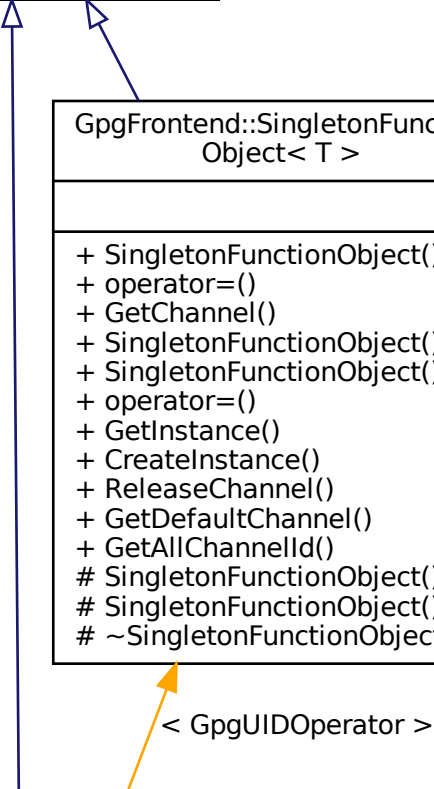 GpgFrontend::SingletonFunc
Object< T >
+ SingletonFunctionObject()
+ operator=()
+ GetChannel()
+ SingletonFunctionObject()
+ SingletonFunctionObject()
+ operator=()
+ GetInstance()
+ CreateInstance()
+ ReleaseChannel()
+ GetDefaultChannel()
+ GetAllChannelId()
# SingletonFunctionObject()
# SingletonFunctionObject()
# ~SingletonFunctionObject
< GpgUIDOperator >